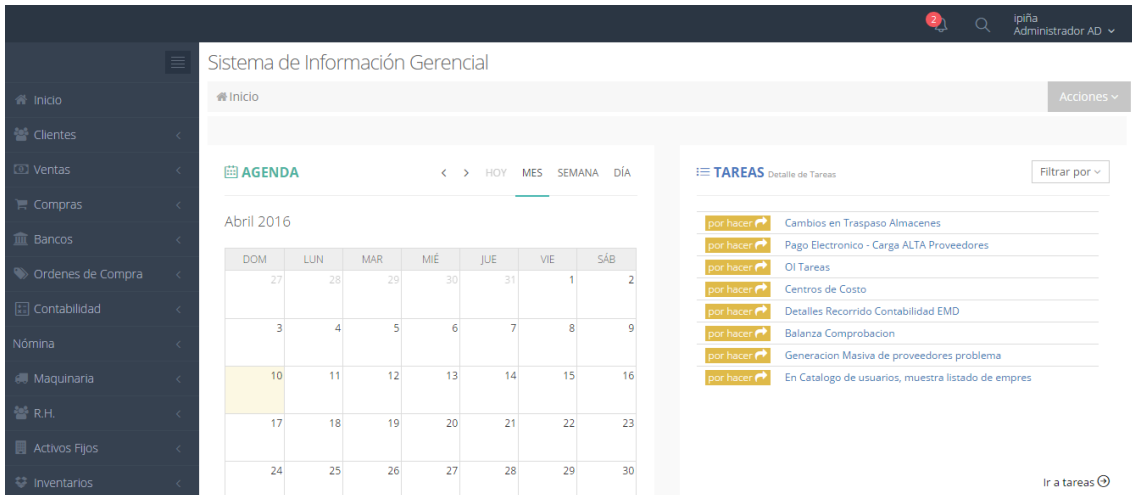 2
ipiña
Administrador AD
Sistema de Información Gerencial
Inicio
Acciones
Inicio
Clientes
Ventas
Compras
Bancos
Ordenes de Compra
Contabilidad
Nómina
Maquinaria
R.H.
Activos Fijos
Inventarios
AGENDA
HOY MES SEMANA DÍA
Abril 2016
DOM LUN MAR MIÉ JUE VIE SÁB
27 28 29 30 31 1 2
3 4 5 6 7 8 9
10 11 12 13 14 15 16
17 18 19 20 21 22 23
24 25 26 27 28 29 30
TAREAS Detalle de Tareas
Filtrar por
por hacer Cambios en Traspaso Almacenes
por hacer Pago Electronico - Carga ALTA Proveedores
por hacer OI Tareas
por hacer Centros de Costo
por hacer Detalles Recorrido Contabilidad EMD
por hacer Balanza Comprobacion
por hacer Generacion Masiva de proveedores problema
por hacer En Catalogo de usuarios, muestra listado de empres
Ir a tareas